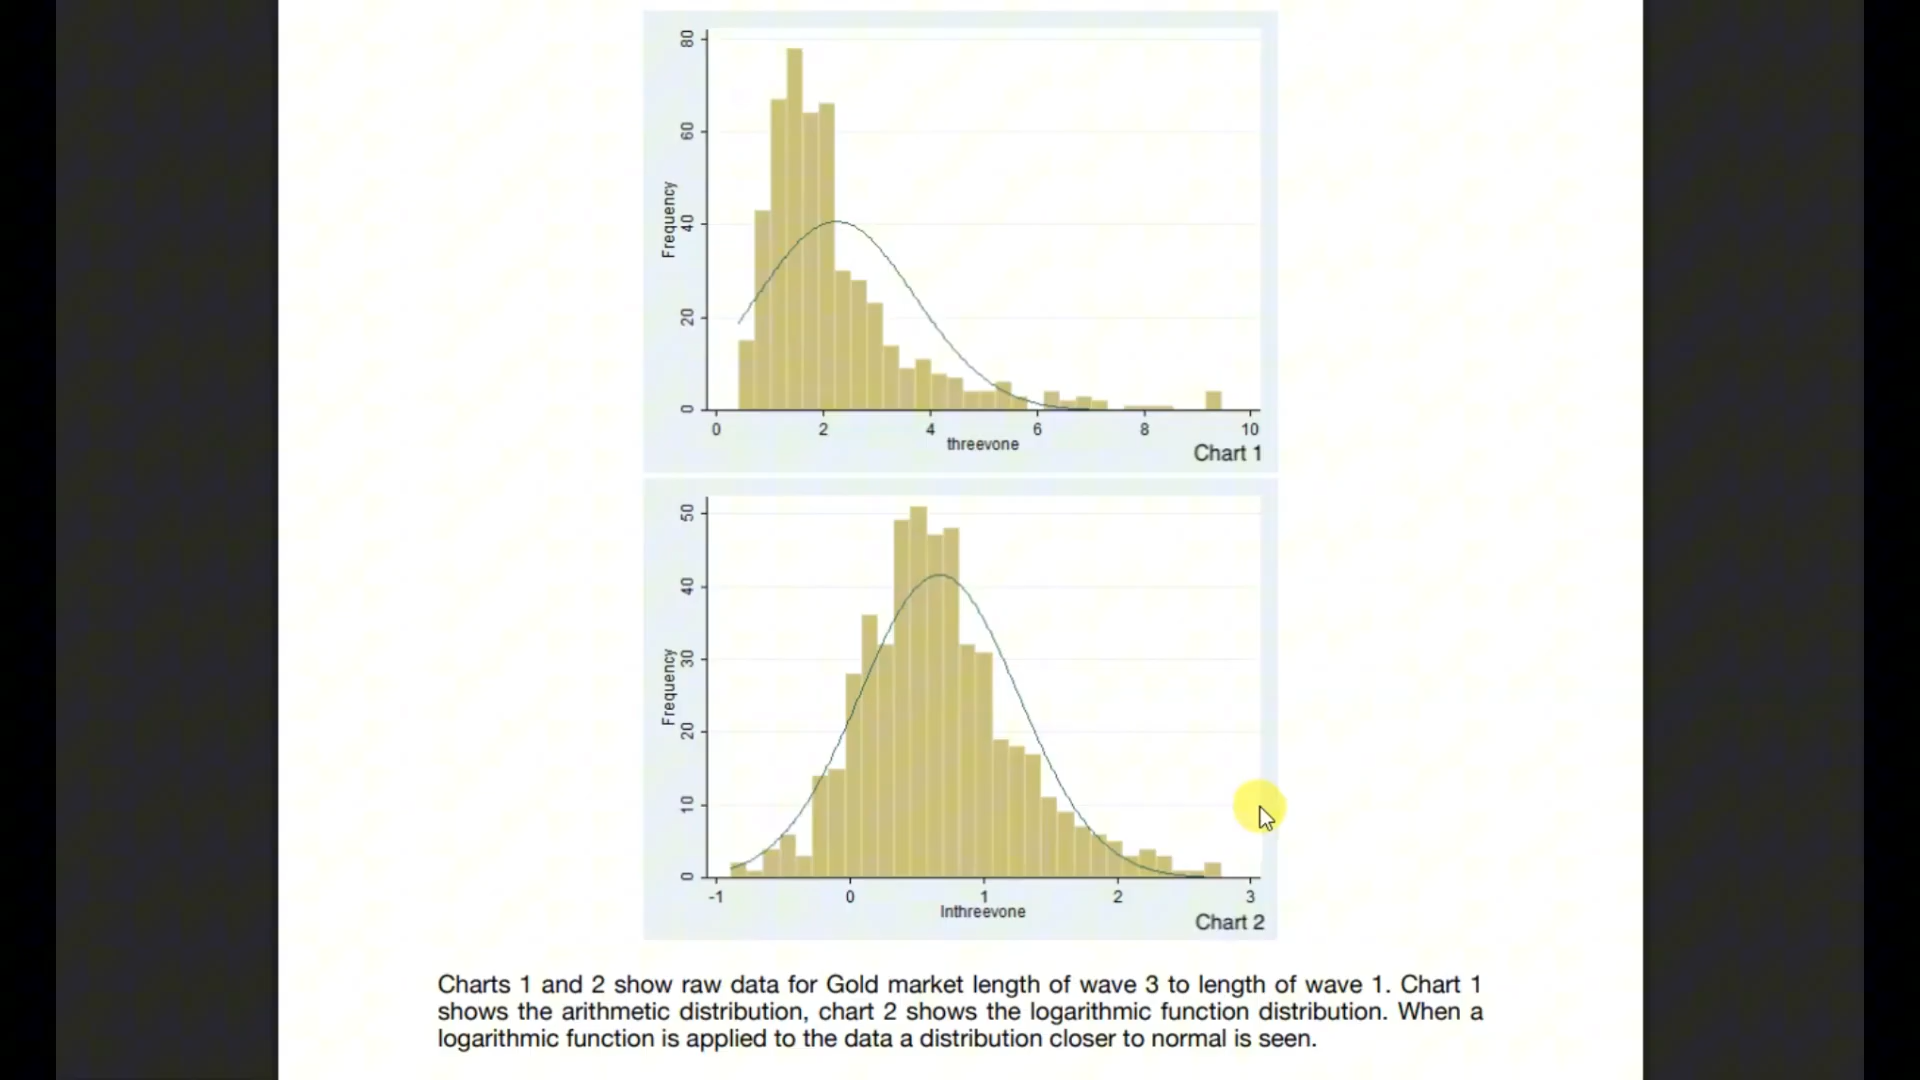 80
60
40
20
0
Frequency
0 2 4 6 8 10
threevone
Chart 1
50
40
30
20
10
0
Frequency
-1 0 1 2 3
lnthreevone
Chart 2
Charts 1 and 2 show raw data for Gold market length of wave 3 to length of wave 1. Chart 1
shows the arithmetic distribution, chart 2 shows the logarithmic function distribution. When a
logarithmic function is applied to the data a distribution closer to normal is seen.